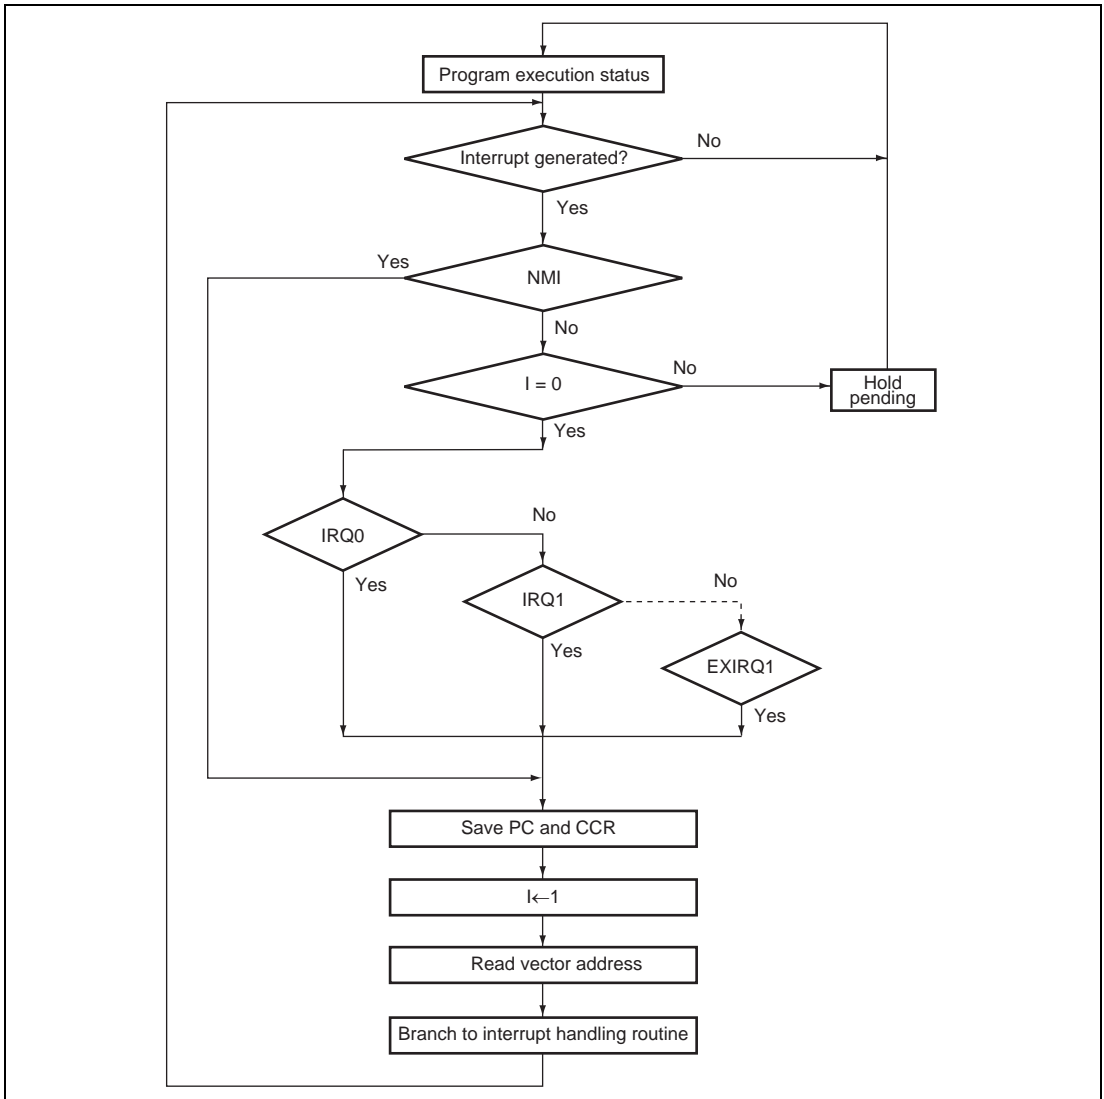 Program execution status
Interrupt generated?
No
Yes
Yes
NMI
No
I = 0
No
Hold
pending
Yes
IRQ0
No
Yes
IRQ1
No
Yes
EXIRQ1
Yes
Save PC and CCR
I←1
Read vector address
Branch to interrupt handling routine